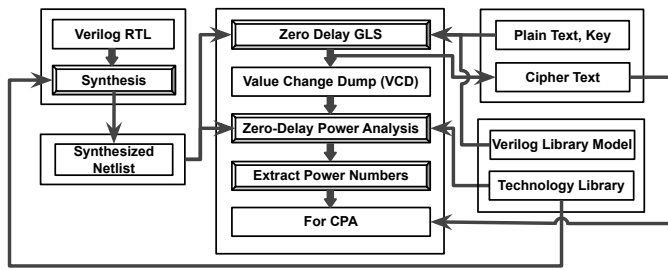 Verilog RTL
Synthesis
Synthesized
Netlist
Zero Delay GLS
Value Change Dump (VCD)
Zero-Delay Power Analysis
Extract Power Numbers
For CPA
Plain Text, Key
Cipher Text
Verilog Library Model
Technology Library